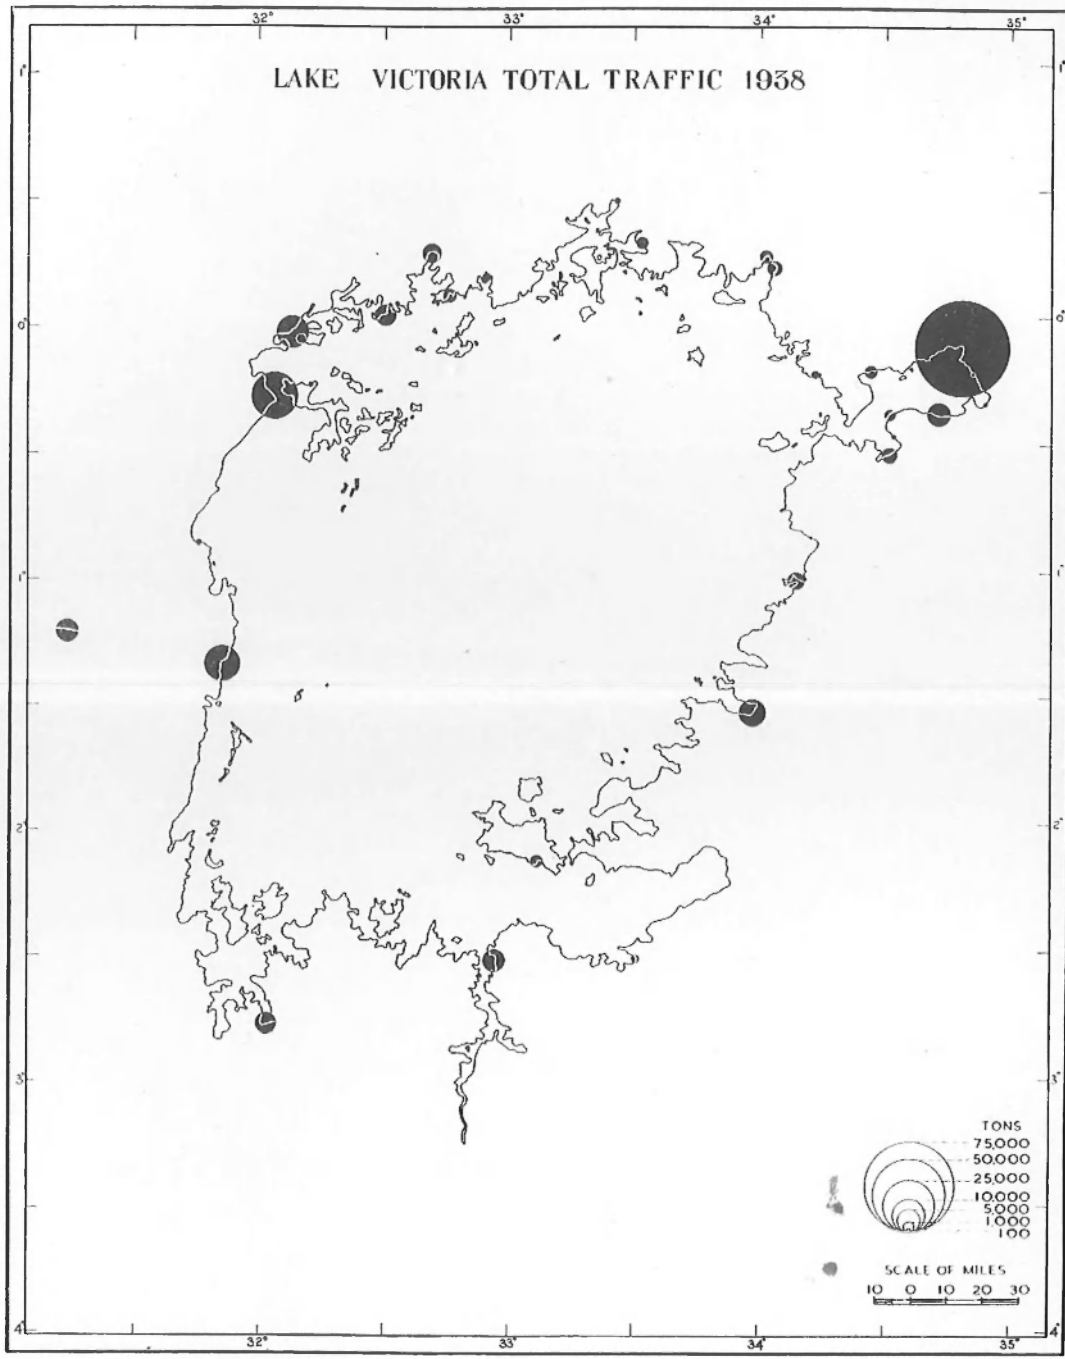 32° 33° 34° 35°
LAKE VICTORIA TOTAL TRAFFIC 1938
1° 1°
0° 0°
1° 1°
2° 2°
3° 3°
TONS
75,000
50,000
25,000
10,000
5,000
1,000
100
SCALE OF MILES
10 0 10 20 30
4° 4°
32° 33° 34° 35°